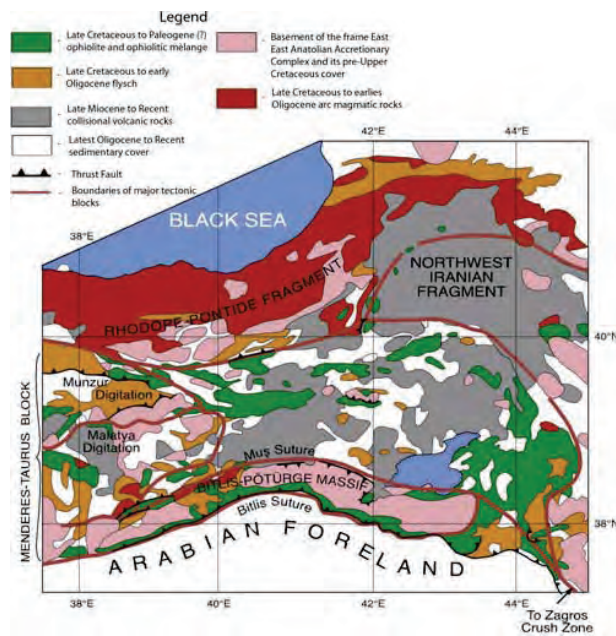 Legend
Late Cretaceous to Paleogene (?)
ophiolite and ophiolitic mèlange
Late Cretaceous to early
Oligocene flysch
Late Miocene to Recent
collisional volcanic rocks
Latest Oligocene to Recent
sedimentary cover
Thrust Fault
Boundaries of major tectonic
blocks
Basement of the frame East
East Anatolian Accretionary
Complex and its pre-Upper
Cretaceous cover
Late Cretaceous to earlies
Oligocene arc magmatic rocks
42°E
44°E
38°E
BLACK SEA
NORTHWEST
IRANIAN
FRAGMENT
RHODOPE-PONTIDE FRAGMENT
40°N
MENDERES-TAURUS BLOCK
Munzur
Digitation
Malatya
Digitation
Muş Suture
BITLIS-PÖTÜRGE MASSIF
Bitlis Suture
38°N
ARABIAN FORELAND
38°E
40°E
42°E
44°E
To Zagros
Crush Zone